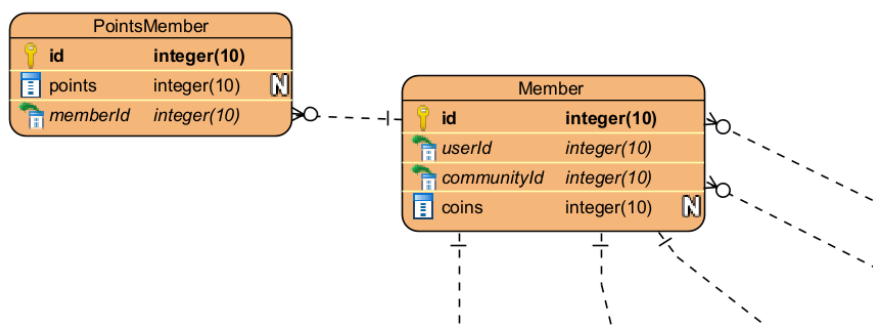 PointsMember
id integer(10)
points integer(10) N
memberId integer(10)
Member
id integer(10)
userId integer(10)
communityId integer(10)
coins integer(10) N